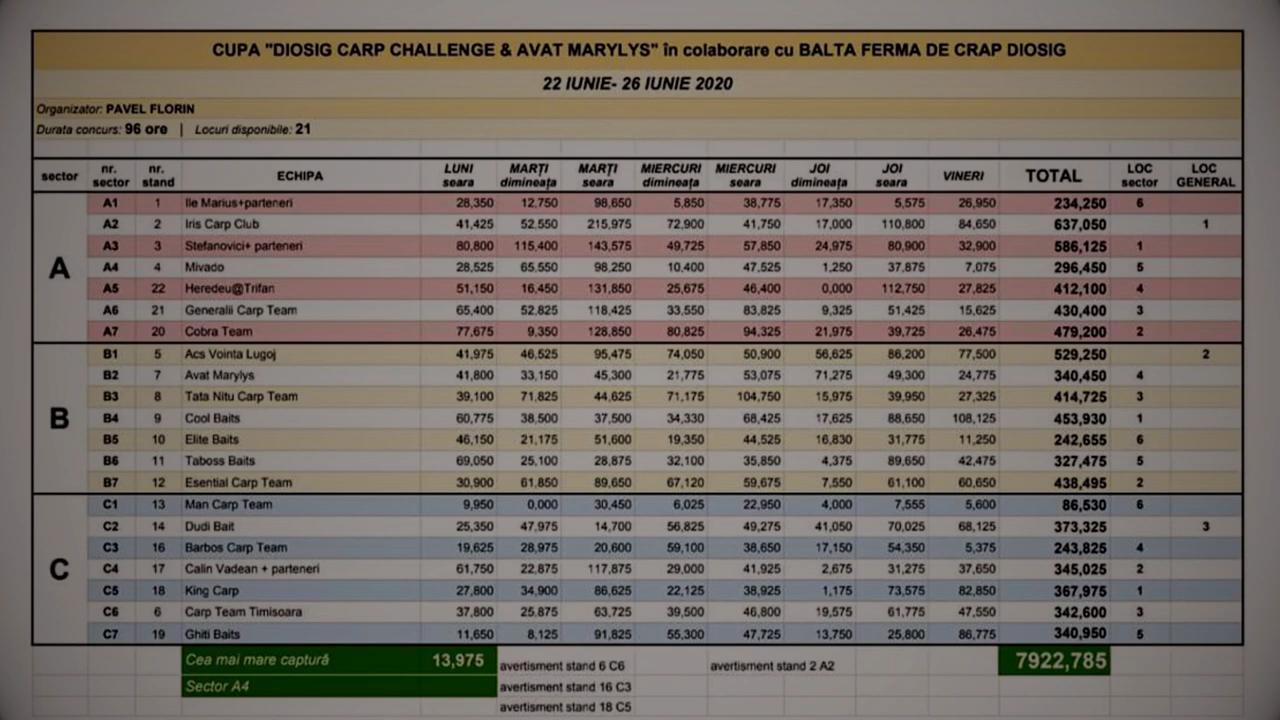 CUPA "DIOSIG CARP CHALLENGE & AVAT MARYLYS" în colaborare cu BALTA FERMA DE CRAP DIOSIG
22 IUNIE- 26 IUNIE 2020
Organizator: PAVEL FLORIN
Durata concurs: 96 ore | Locuri disponibile: 21
sector nr. sector nr. stand ECHIPA LUNI seara MARȚI dimineața MARȚI seara MIERCURI dimineața MIERCURI seara JOI dimineața JOI seara VINERI TOTAL LOC sector LOC GENERAL
A
A1 1 Ile Marius+parteneri 28,350 12,750 98,650 5,850 38,775 17,350 5,575 26,950 234,250 6
A2 2 Iris Carp Club 41,425 52,550 215,975 72,900 41,750 17,000 110,800 84,650 637,050 1
A3 3 Stefanovici+ parteneri 80,800 115,400 143,575 49,725 57,850 24,975 80,900 32,900 586,125 1
A4 4 Mivado 28,525 65,550 98,250 10,400 47,525 1,250 37,875 7,075 296,450 5
A5 22 Heredeu@Trifan 51,150 16,450 131,850 25,675 46,400 0,000 112,750 27,825 412,100 4
A6 21 Generalii Carp Team 65,400 52,825 118,425 33,550 83,825 9,325 51,425 15,625 430,400 3
A7 20 Cobra Team 77,675 9,350 128,850 80,825 94,325 21,975 39,725 26,475 479,200 2
B
B1 5 Acs Vointa Lugoj 41,975 46,525 95,475 74,050 50,900 56,625 86,200 77,500 529,250 2
B2 7 Avat Marylys 41,800 33,150 45,300 21,775 53,075 71,275 49,300 24,775 340,450 4
B3 8 Tata Nitu Carp Team 39,100 71,825 44,625 71,175 104,750 15,975 39,950 27,325 414,725 3
B4 9 Cool Baits 60,775 38,500 37,500 34,330 68,425 17,625 88,650 108,125 453,930 1
B5 10 Elite Baits 46,150 21,175 51,600 19,350 44,525 16,830 31,775 11,250 242,655 6
B6 11 Taboss Baits 69,050 25,100 28,875 32,100 35,850 4,375 89,650 42,475 327,475 5
B7 12 Esential Carp Team 30,900 61,850 89,650 67,120 59,675 7,550 61,100 60,650 438,495 2
C
C1 13 Man Carp Team 9,950 0,000 30,450 6,025 22,950 4,000 7,555 5,600 86,530 6
C2 14 Dudi Bait 25,350 47,975 14,700 56,825 49,275 41,050 70,025 68,125 373,325 3
C3 16 Barbos Carp Team 19,625 28,975 20,600 59,100 38,650 17,150 54,350 5,375 243,825 4
C4 17 Calin Vadean + parteneri 61,750 22,875 117,875 29,000 41,925 2,675 31,275 37,650 345,025 2
C5 18 King Carp 27,800 34,900 86,625 22,125 38,925 1,175 73,575 82,850 367,975 1
C6 6 Carp Team Timisoara 37,800 25,875 63,725 39,500 46,800 19,575 61,775 47,550 342,600 3
C7 19 Ghiti Baits 11,650 8,125 91,825 55,300 47,725 13,750 25,800 86,775 340,950 5
Cea mai mare captură 13,975 avertisment stand 6 C6 avertisment stand 2 A2 7922,785
Sector A4 avertisment stand 16 C3
avertisment stand 18 C5